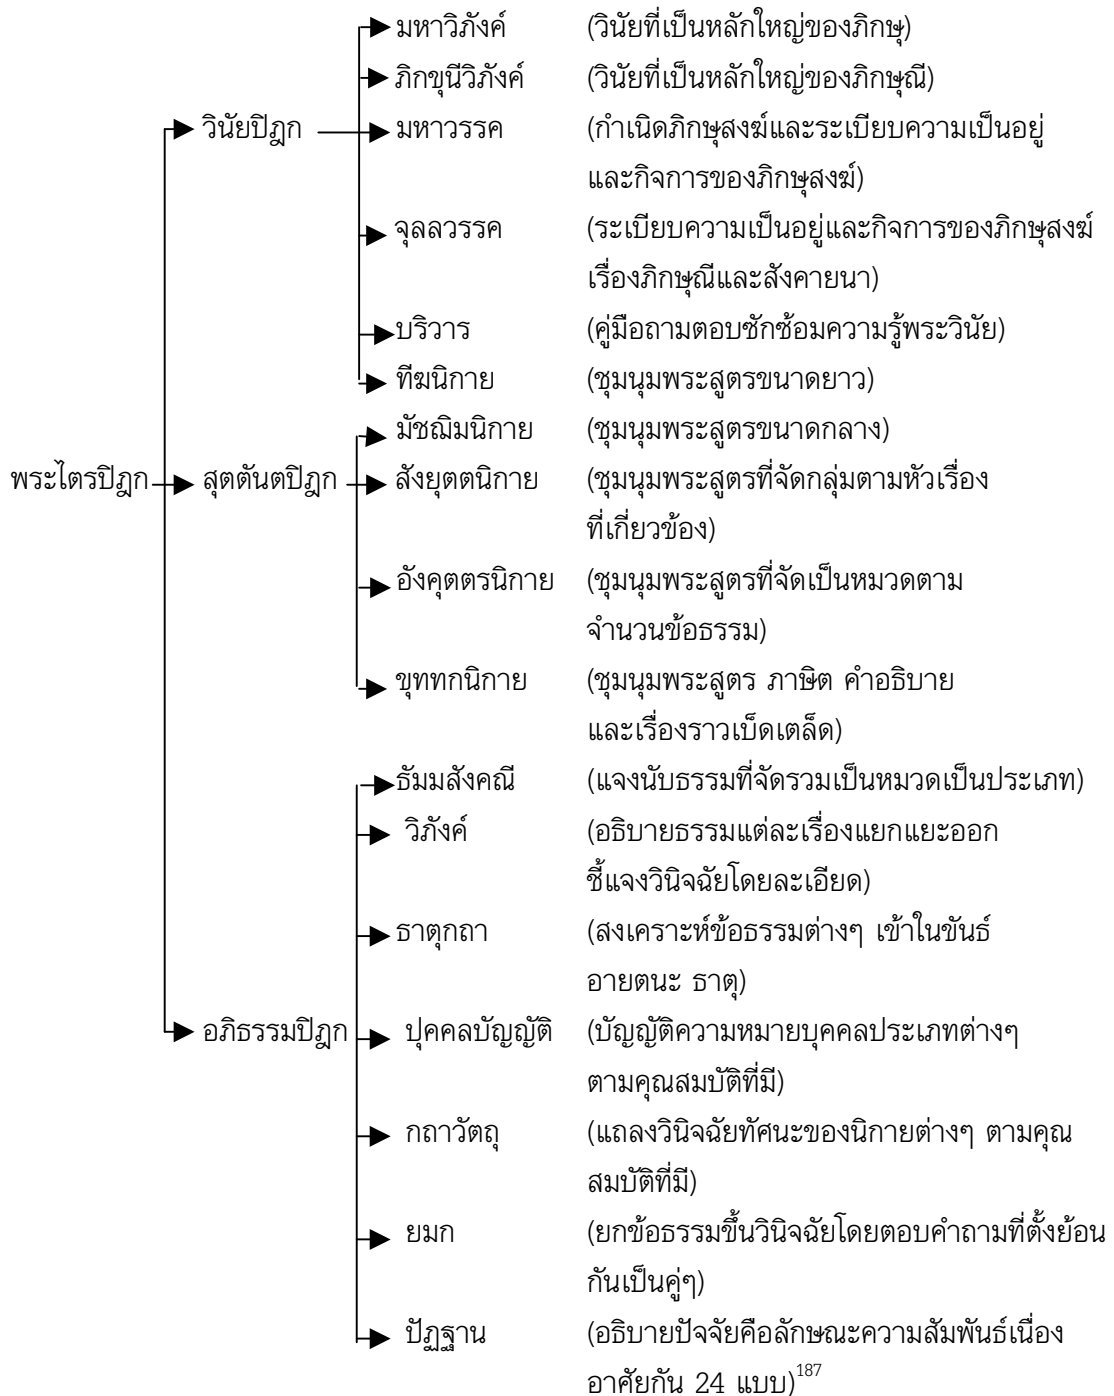 มหาวิภังค์ (วินัยที่เป็นหลักใหญ่ของภิกษุ)
ภิกขุนีวิภังค์ (วินัยที่เป็นหลักใหญ่ของภิกษุณี)
วินัยปิฎก มหาวรรค (กำเนิดภิกษุสงฆ์และระเบียบความเป็นอยู่
และกิจการของภิกษุสงฆ์)
จุลลวรรค (ระเบียบความเป็นอยู่และกิจการของภิกษุสงฆ์
เรื่องภิกษุณีและสังคายนา)
บริวาร (คู่มือถามตอบซักซ้อมความรู้พระวินัย)
ทีฆนิกาย (ชุมนุมพระสูตรขนาดยาว)
มัชฌิมนิกาย (ชุมนุมพระสูตรขนาดกลาง)
พระไตรปิฎก สุตตันตปิฎก สังยุตตนิกาย (ชุมนุมพระสูตรที่จัดกลุ่มตามหัวเรื่อง
ที่เกี่ยวข้อง)
อังคุตตรนิกาย (ชุมนุมพระสูตรที่จัดเป็นหมวดตาม
จำนวนข้อธรรม)
ขุททกนิกาย (ชุมนุมพระสูตร ภาษิต คำอธิบาย
และเรื่องราวเบ็ดเตล็ด)
ธัมมสังคณี (แจงนับธรรมที่จัดรวมเป็นหมวดเป็นประเภท)
วิภังค์ (อธิบายธรรมแต่ละเรื่องแยกแยะออก
ชี้แจงวินิจฉัยโดยละเอียด)
ธาตุกถา (สงเคราะห์ข้อธรรมต่างๆ เข้าในขันธ์
อายตนะ ธาตุ)
อภิธรรมปิฎก ปุคคลบัญญัติ (บัญญัติความหมายบุคคลประเภทต่างๆ
ตามคุณสมบัติที่มี)
กถาวัตถุ (แถลงวินิจฉัยทัศนะของนิกายต่างๆ ตามคุณ
สมบัติที่มี)
ยมก (ยกข้อธรรมขึ้นวินิจฉัยโดยตอบคำถามที่ตั้งย้อน
กันเป็นคู่ๆ)
ปัฏฐาน (อธิบายปัจจัยคือลักษณะความสัมพันธ์เนื่อง
อาศัยกัน 24 แบบ)187